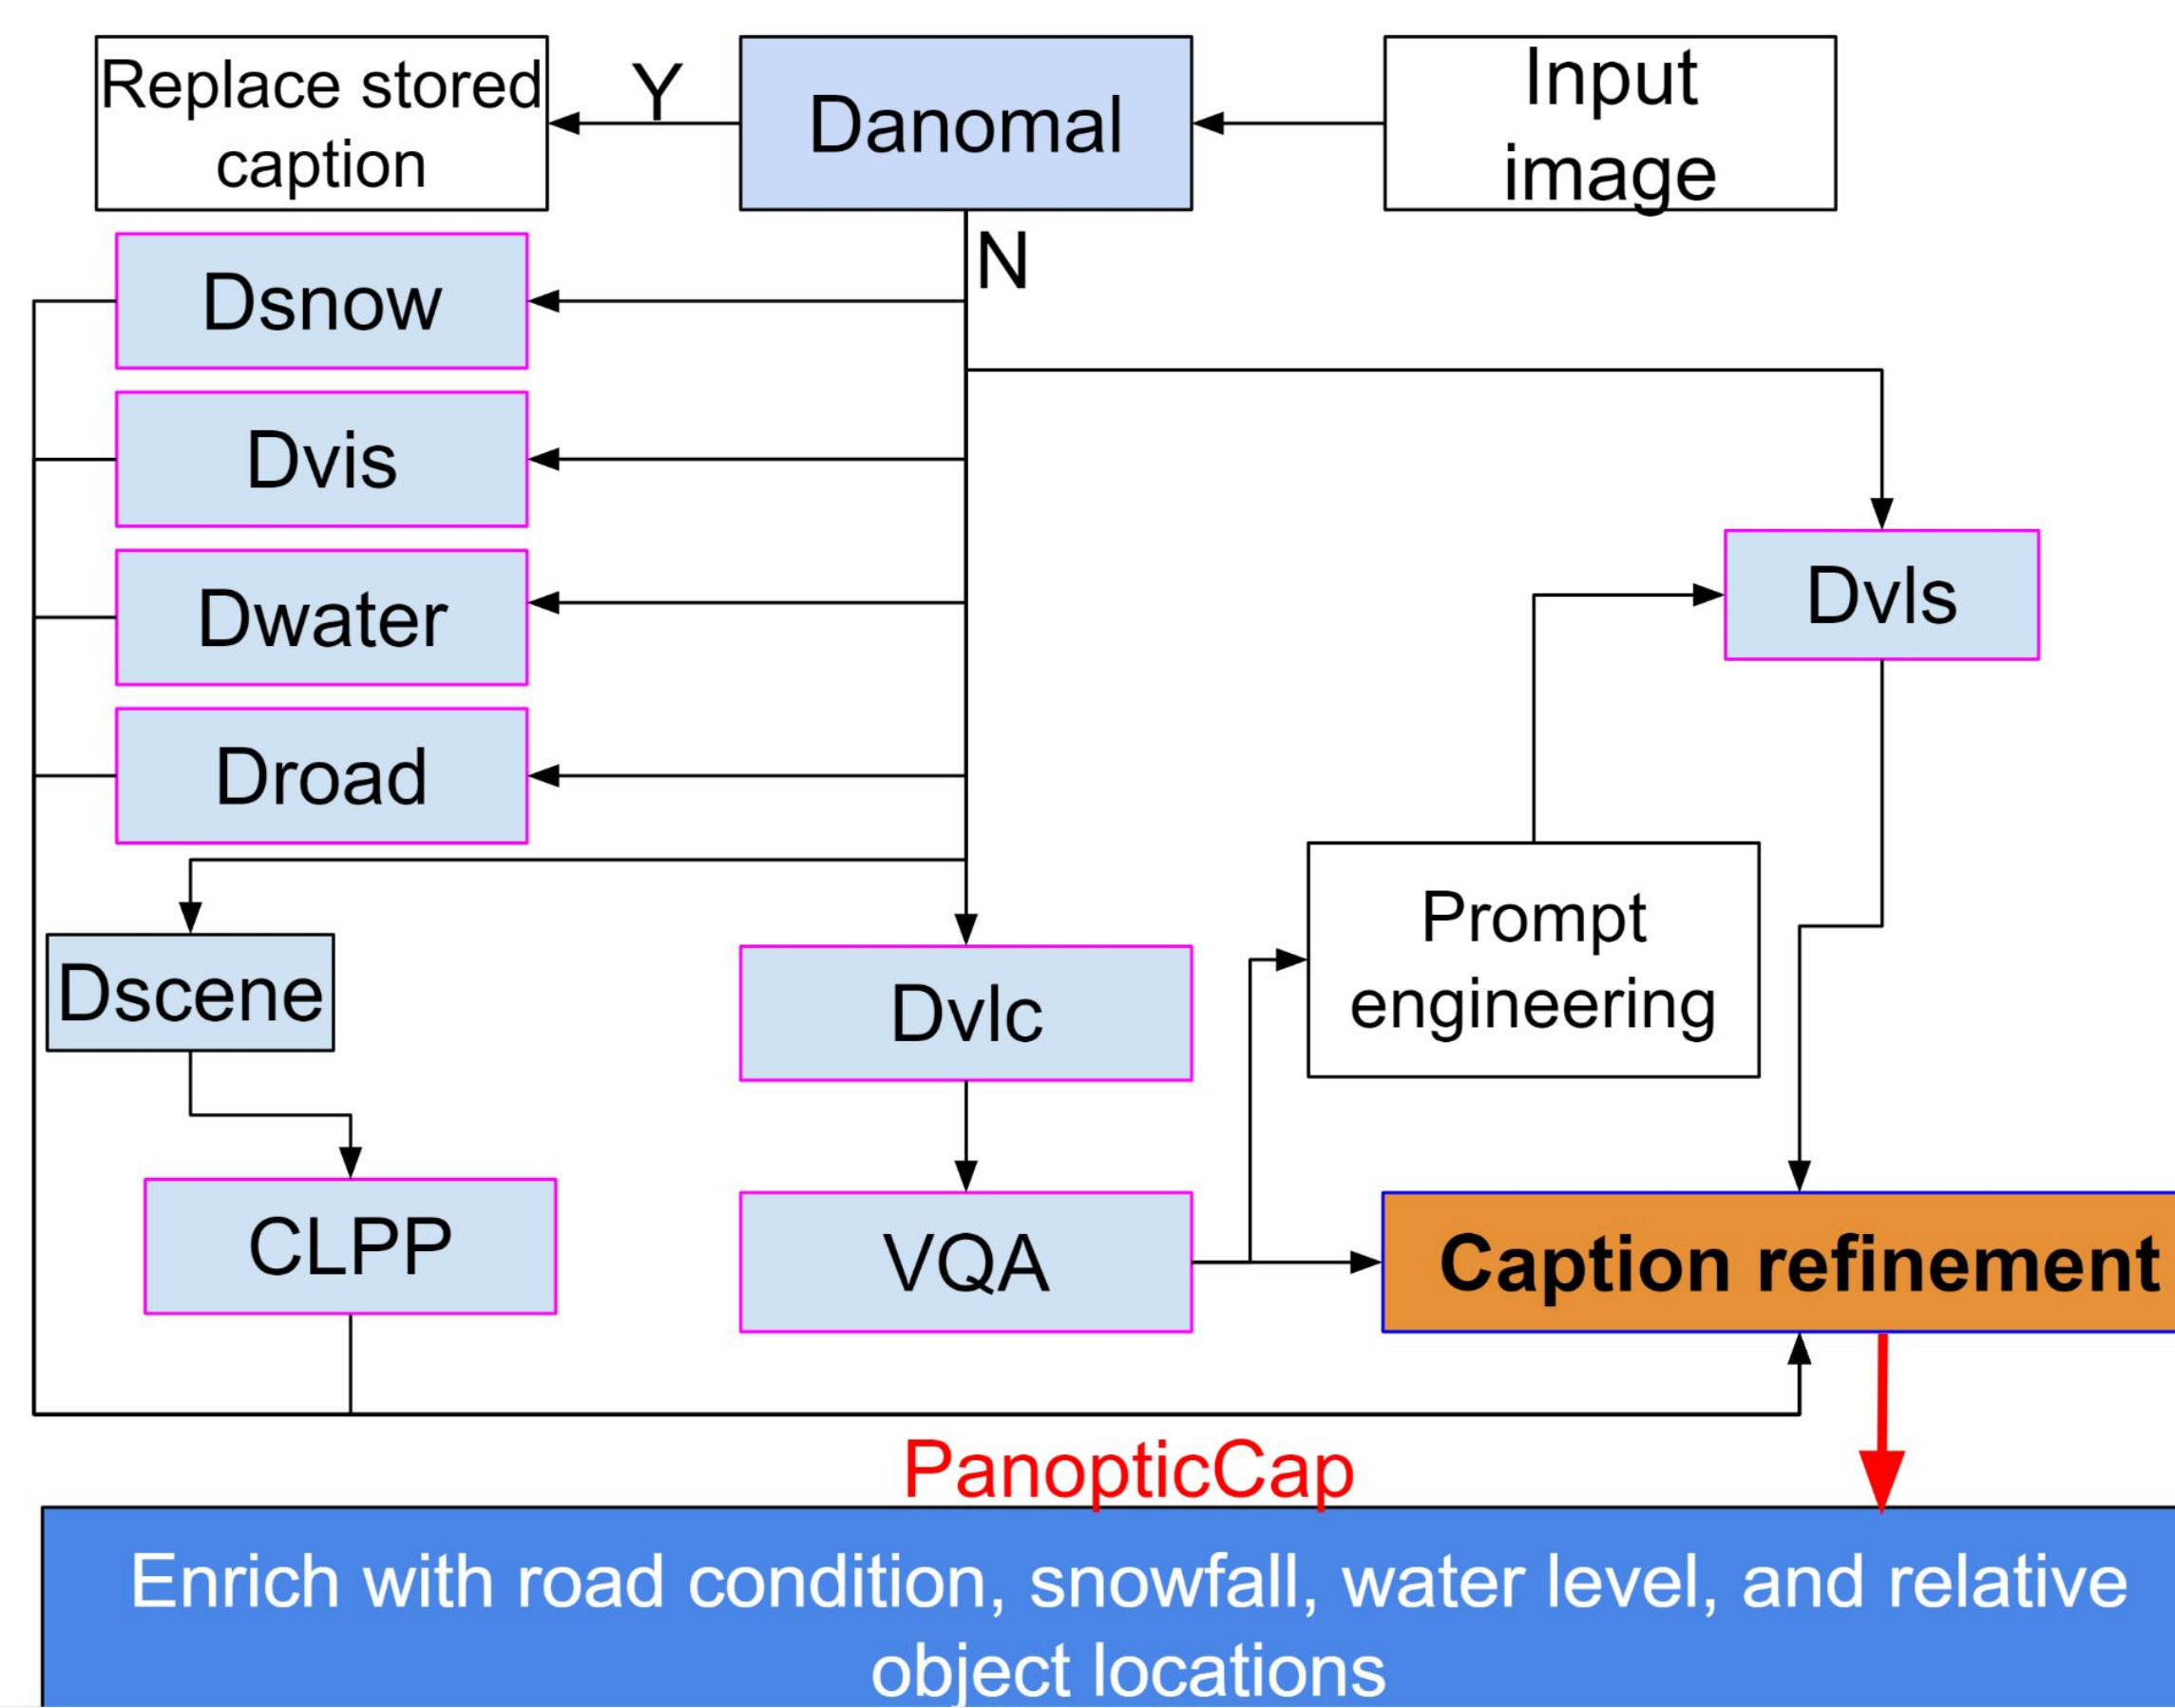 Replace stored
caption
Y
Danomal
Input
image
N
Dsnow
Dvis
Dwater
Droad
Dvls
Prompt
engineering
Dscene
Dvlc
CLPP
VQA
Caption refinement
PanopticCap
Enrich with road condition, snowfall, water level, and relative
object locations